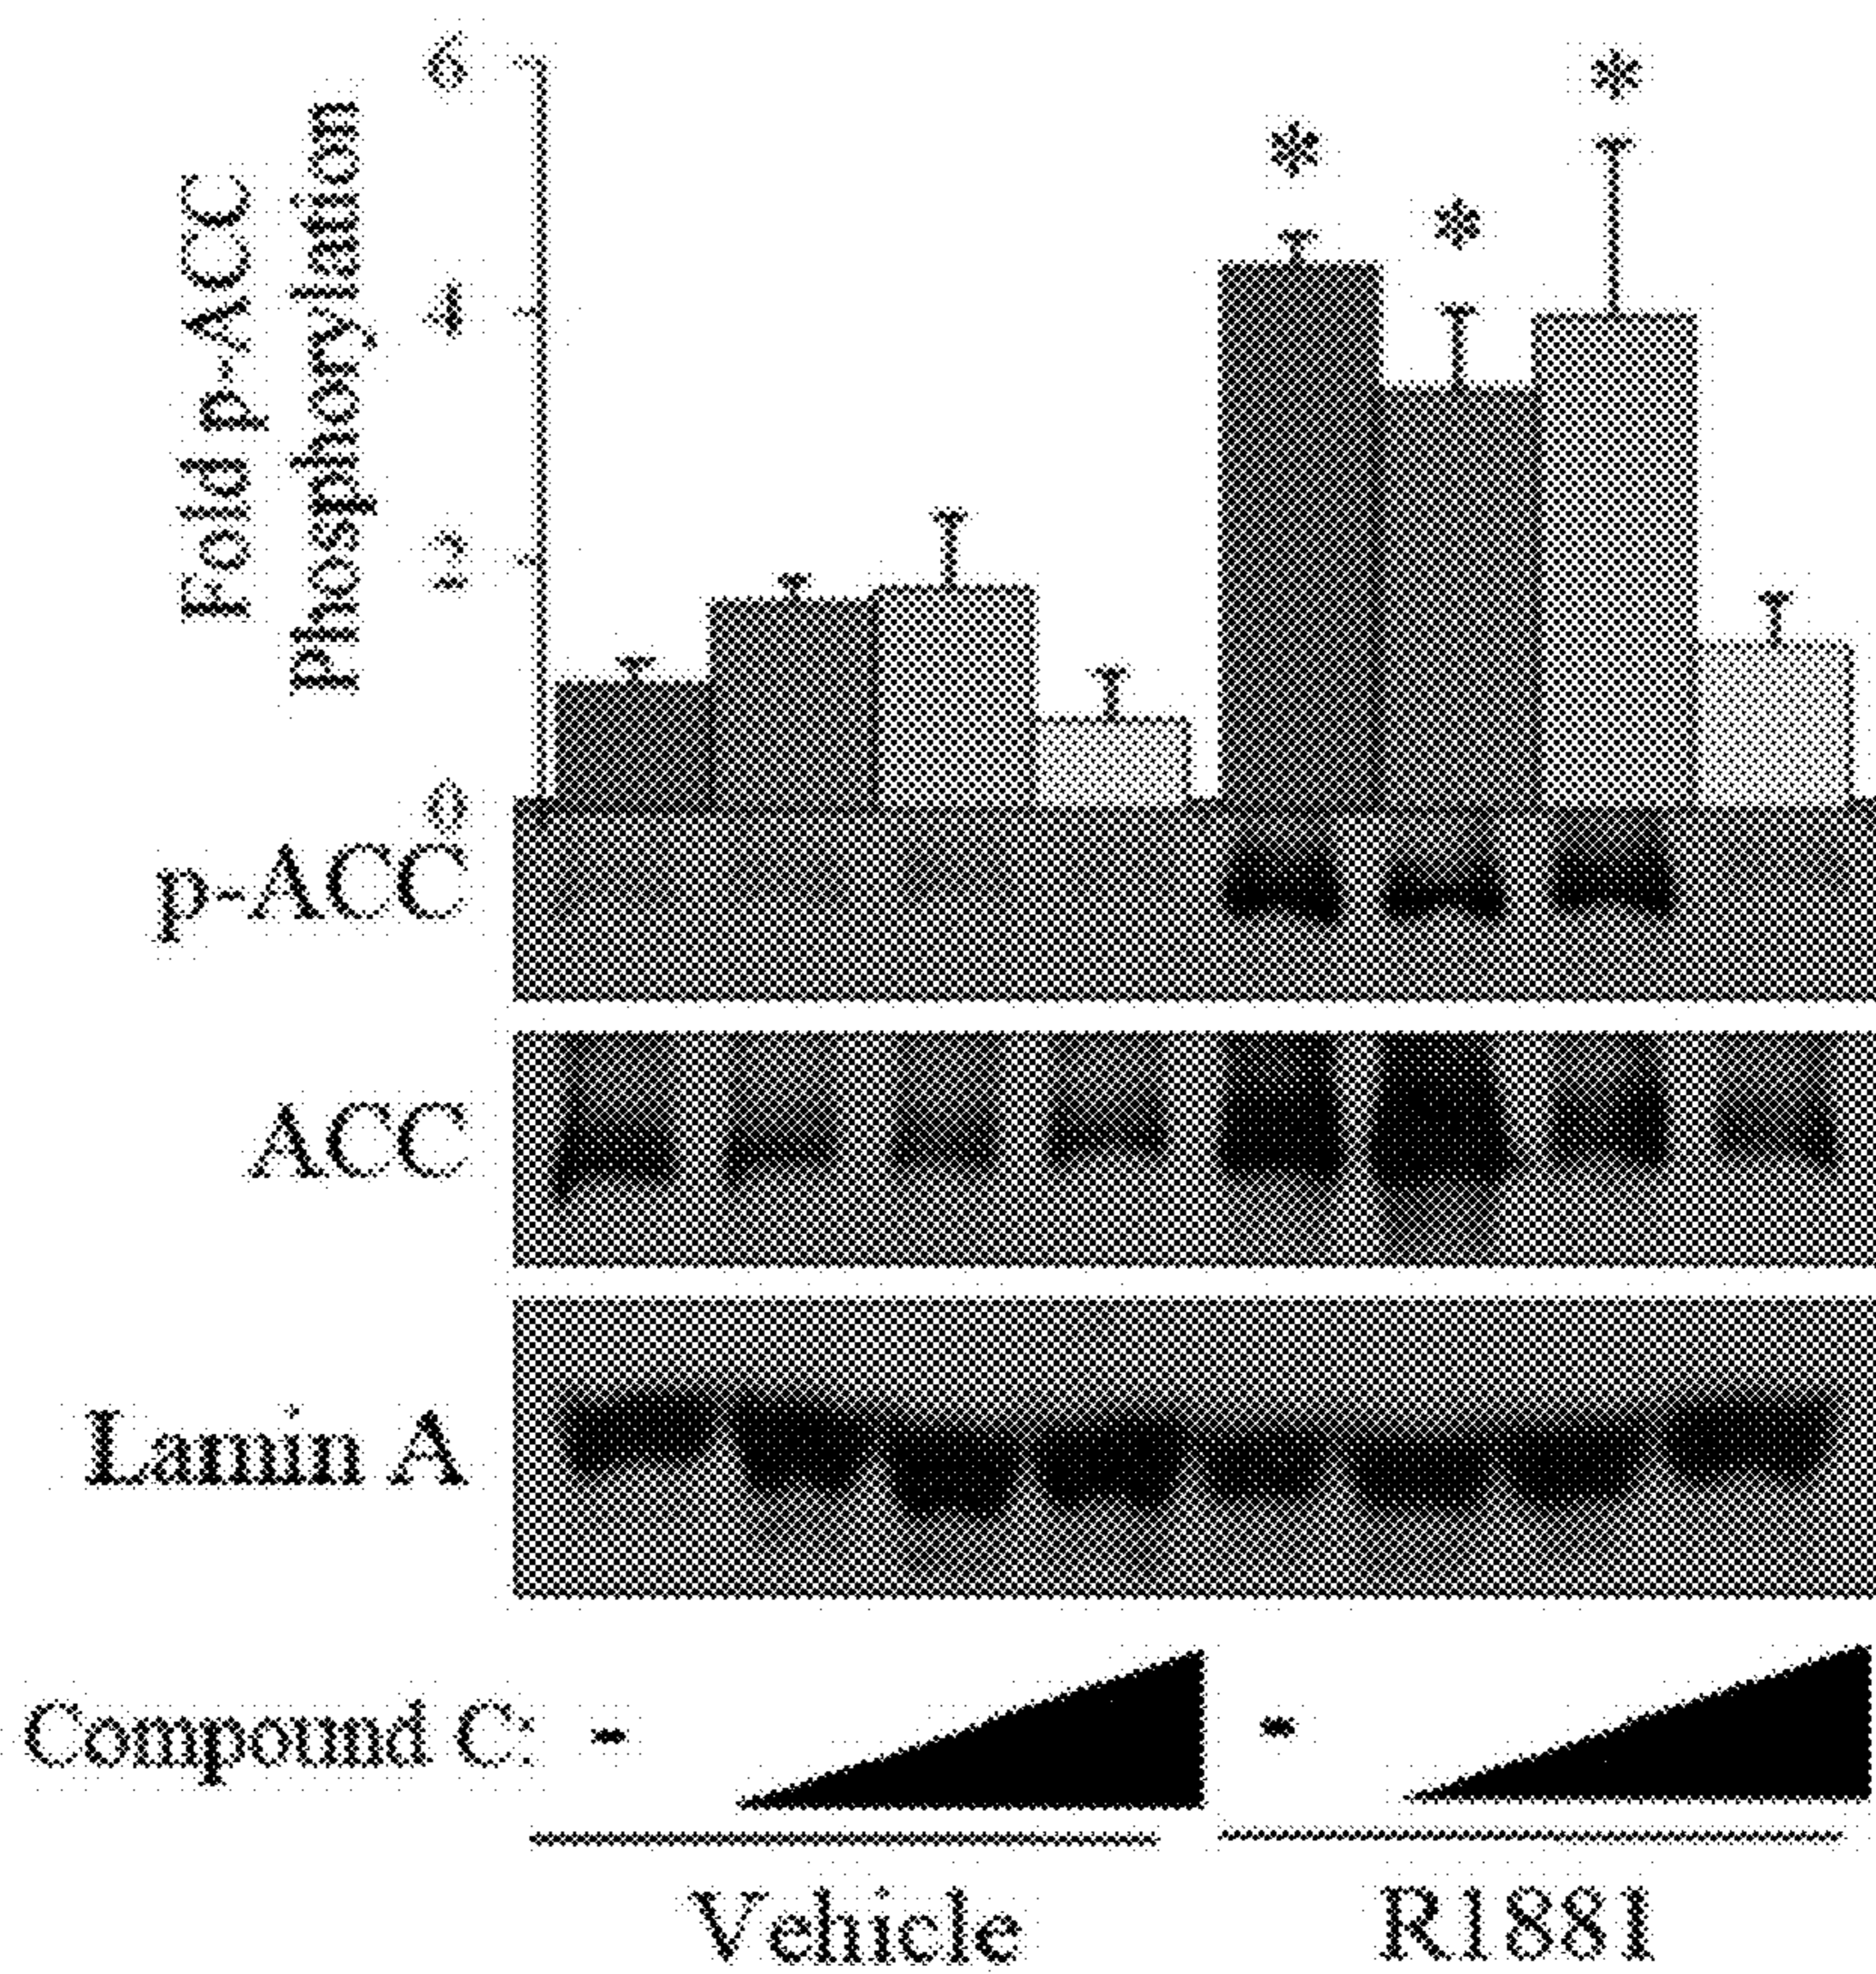 Fold p-ACC
phosphorylation
6
4
2
0
*
*
*
p-ACC
ACC
Lamin A
Compound C: - -
Vehicle
R1881